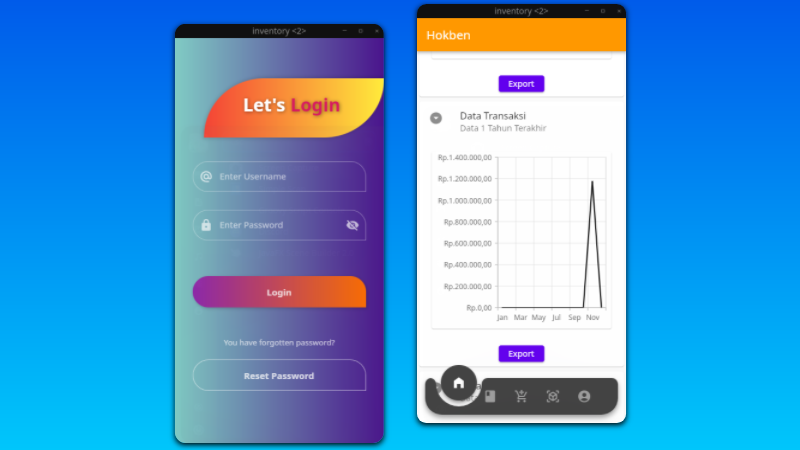 inventory <2>
Let's Login
Enter Username
Enter Password
Login
You have forgotten password?
Reset Password
inventory <2>
Hokben
Export
Data Transaksi
Data 1 Tahun Terakhir
Rp.1.400.000,00
Rp.1.200.000,00
Rp.1.000.000,00
Rp.800.000,00
Rp.600.000,00
Rp.400.000,00
Rp.200.000,00
Rp.0,00
Jan Mar May Jul Sep Nov
Export